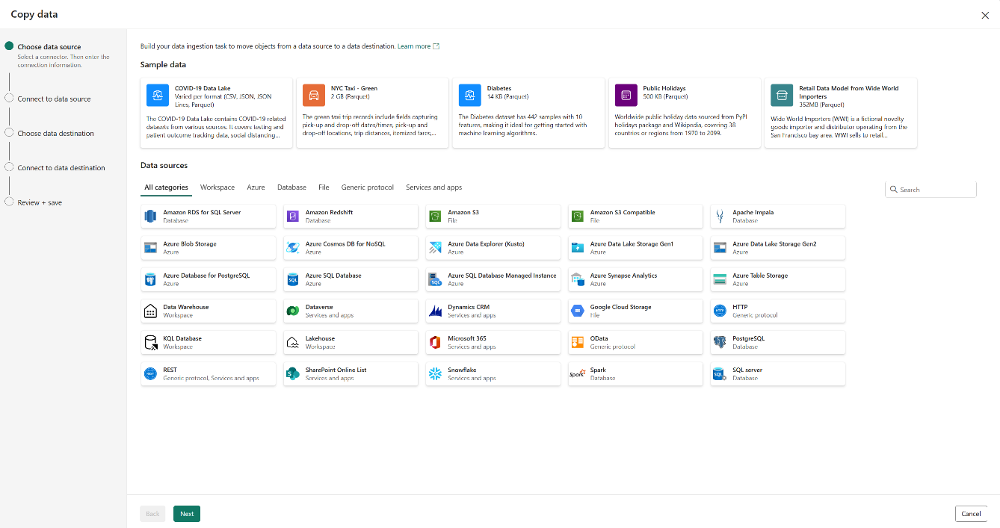 Copy data
Choose data source
Select a connector. Then enter the
connection information.
Connect to data source
Choose data destination
Connect to data destination
Review + save
Build your data ingestion task to move objects from a data source to a data destination. Learn more
Sample data
COVID-19 Data Lake
Varied per format (CSV, JSON, JSON
Lines, Parquet)
The COVID-19 Data Lake contains COVID-19 related
datasets from various sources. It covers testing and
patient outcome tracking data, social distancing...
NYC Taxi - Green
2 GB (Parquet)
The green taxi trip records include fields capturing
pick-up and drop-off dates/times, pick-up and
drop-off locations, trip distances, itemized fares,...
Diabetes
14 KB (Parquet)
The Diabetes dataset has 442 samples with 10
features, making it ideal for getting started with
machine learning algorithms.
Public Holidays
500 KB (Parquet)
Worldwide public holiday data sourced from PyPI
holidays package and Wikipedia, covering 38
countries or regions from 1970 to 2099.
Retail Data Model from Wide World
Importers
352MB (Parquet)
Wide World Importers (WWI) is a fictional novelty
goods importer and distributor operating from the
San Francisco bay area. WWI sells to retail...
Data sources
All categories Workspace Azure Database File Generic protocol Services and apps
Search
Amazon RDS for SQL Server
Database
Amazon Redshift
Database
Amazon S3
File
Amazon S3 Compatible
File
Apache Impala
Database
Azure Blob Storage
Azure
Azure Cosmos DB for NoSQL
Azure
Azure Data Explorer (Kusto)
Azure
Azure Data Lake Storage Gen1
Azure
Azure Data Lake Storage Gen2
Azure
Azure Database for PostgreSQL
Azure
SQL
Azure SQL Database
Azure
SQL
Azure SQL Database Managed Instance
Azure
Azure Synapse Analytics
Azure
Azure Table Storage
Azure
Data Warehouse
Workspace
Dataverse
Services and apps
Dynamics CRM
Services and apps
Google Cloud Storage
File
HTTP
HTTP
Generic protocol
KQL Database
Workspace
Lakehouse
Workspace
Microsoft 365
Services and apps
OData
Generic protocol
PostgreSQL
Database
REST
REST
Generic protocol, Services and apps
S
SharePoint Online List
Services and apps
Snowflake
Services and apps
Spark
Spark
Database
SQL
SQL server
Database
Back
Next
Cancel